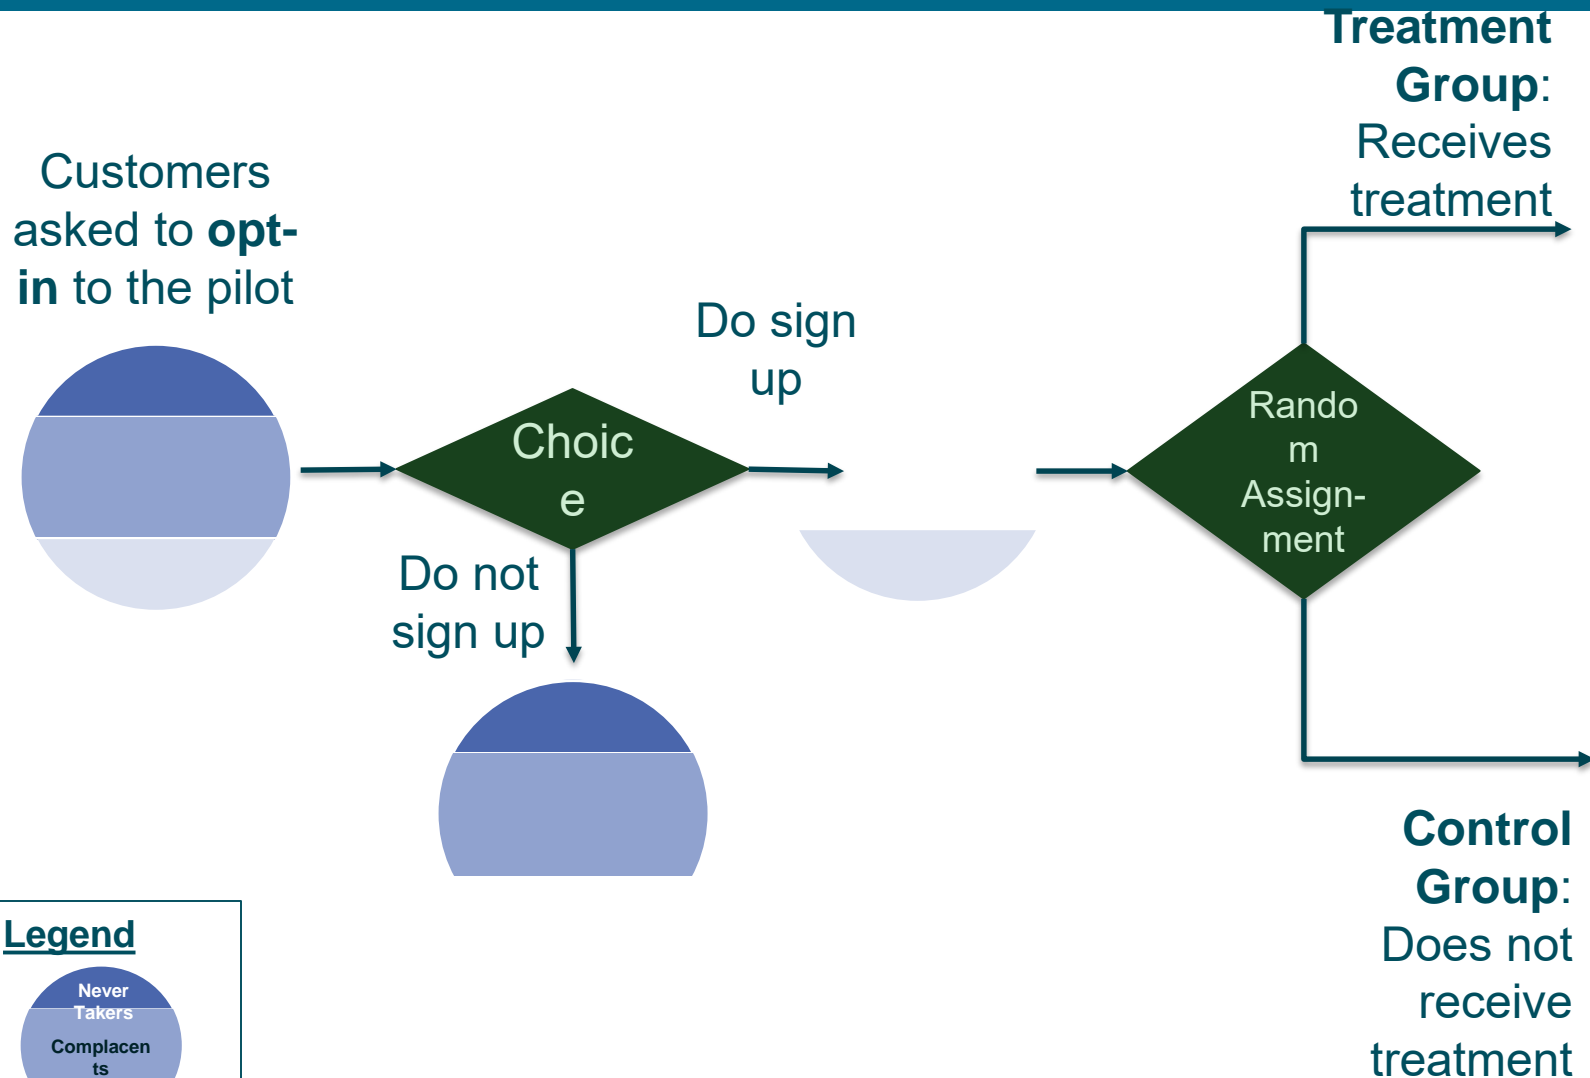 Treatment
Group:
Receives
treatment
Customers
asked to opt-
in to the pilot
Do sign
up
Choic
e
Rando
m
Assign-
ment
Do not
sign up
Control
Group:
Does not
receive
treatment
Legend
Never
Takers
Complacen
ts